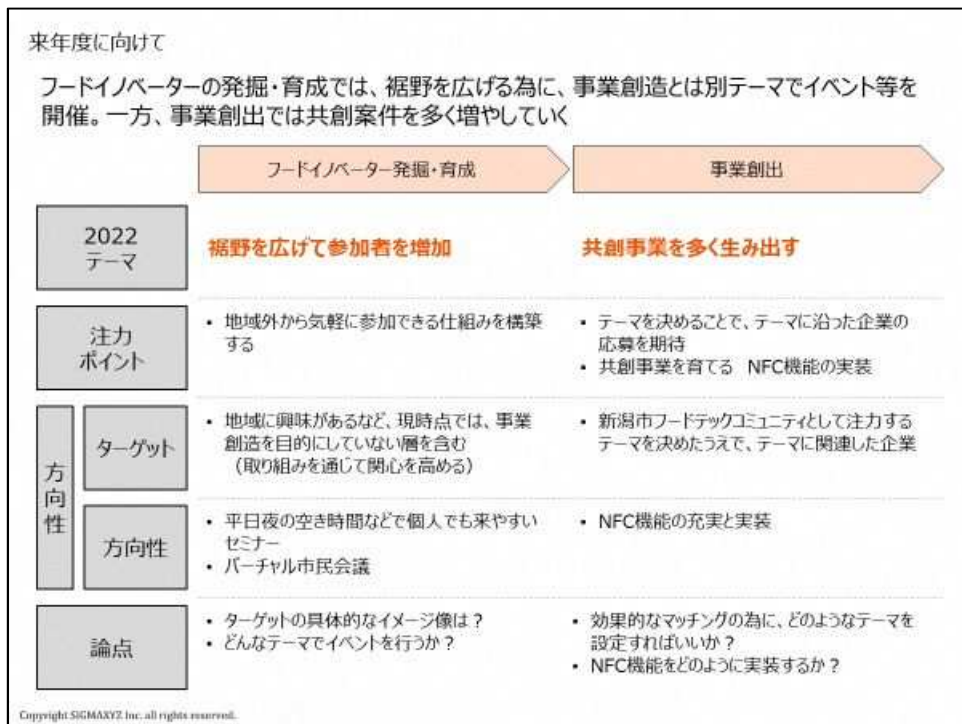 来年度に向けて
フードイノベーターの発掘・育成では、裾野を広げる為に、事業創造とは別テーマでイベント等を
開催。一方、事業創出では共創案件を多く増やしていく
フードイノベーター発掘・育成
事業創出
2022
テーマ
裾野を広げて参加者を増加
共創事業を多く生み出す
注力
ポイント
• 地域外から気軽に参加できる仕組みを構築
する
• テーマを決めることで、テーマに沿った企業の
応募を期待
• 共創事業を育てる NFC機能の実装
方向性
ターゲット
• 地域に興味があるなど、現時点では、事業
創造を目的にしていない層を含む
（取り組みを通じて関心を高める）
• 新潟市フードテックコミュニティとして注力する
テーマを決めたうえで、テーマに関連した企業
方向性
• 平日夜の空き時間などで個人でも来やすい
セミナー
• バーチャル市民会議
• NFC機能の充実と実装
論点
• ターゲットの具体的なイメージ像は？
• どんなテーマでイベントを行うか？
• 効果的なマッチングの為に、どのようなテーマを
設定すればいいか？
• NFC機能をどのように実装するか？
Copyright SIGMAXYZ Inc. all rights reserved.